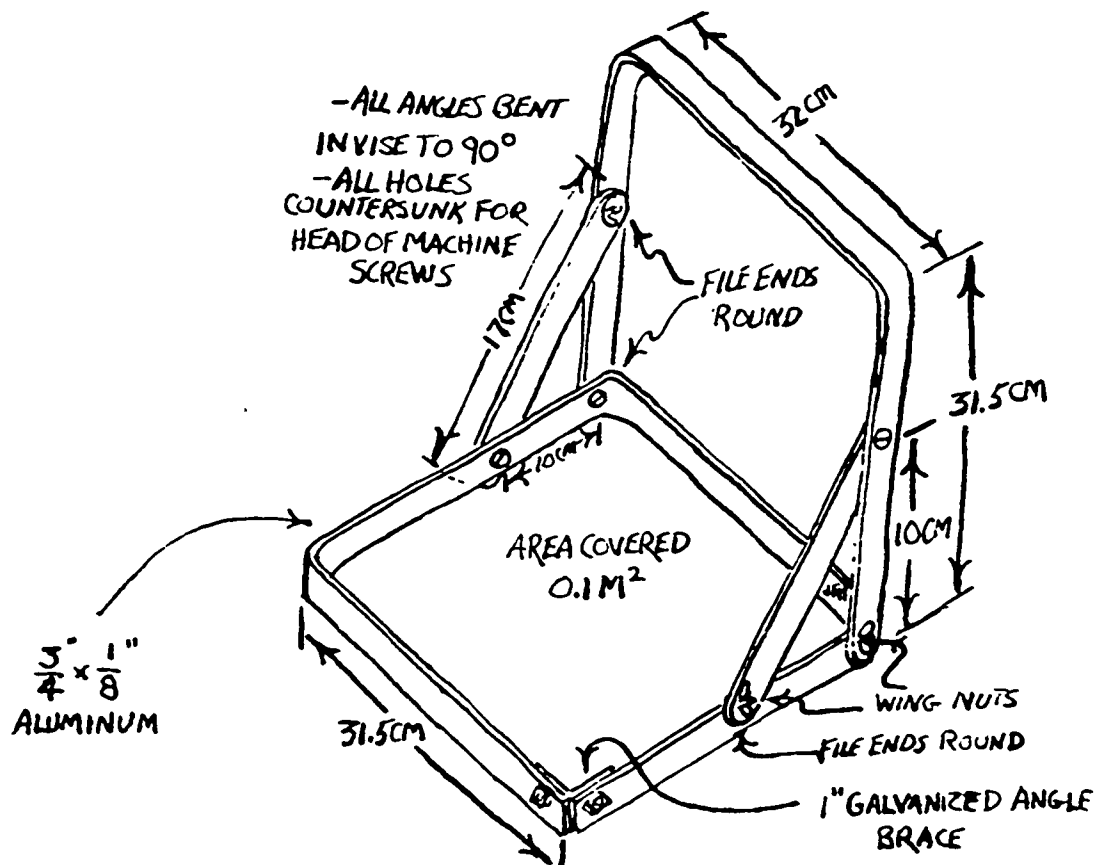 -ALL ANGLES BENT
IN VISE TO 90°
-ALL HOLES
COUNTERSUNK FOR
HEAD OF MACHINE
SCREWS
32CM
17CM
FILE ENDS
ROUND
31.5CM
10CM
10CM
AREA COVERED
0.1M²
3/4" x 1/8"
ALUMINUM
31.5CM
WING NUTS
FILE ENDS ROUND
1" GALVANIZED ANGLE
BRACE